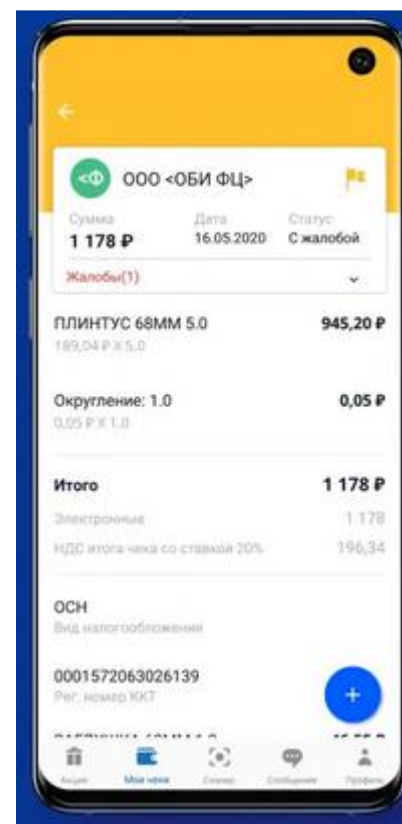 <Ф
ООО <ОБИ ФЦ>
Сумма Дата Статус
1 178 ₽ 16.05.2020 С жалобой
Жалобы(1)
ПЛИНТУС 68ММ 5.0 945,20 ₽
189,04 ₽ X 5.0
Округление: 1.0 0,05 ₽
0,05 ₽ X 1.0
Итого 1 178 ₽
Электронные 1 178
НДС итога чека со ставкой 20% 196,34
ОСН
Вид налогообложения
0001572063026139
Рег. номер ККТ
+
Акции Мои чеки Сканер Сообщения Профиль